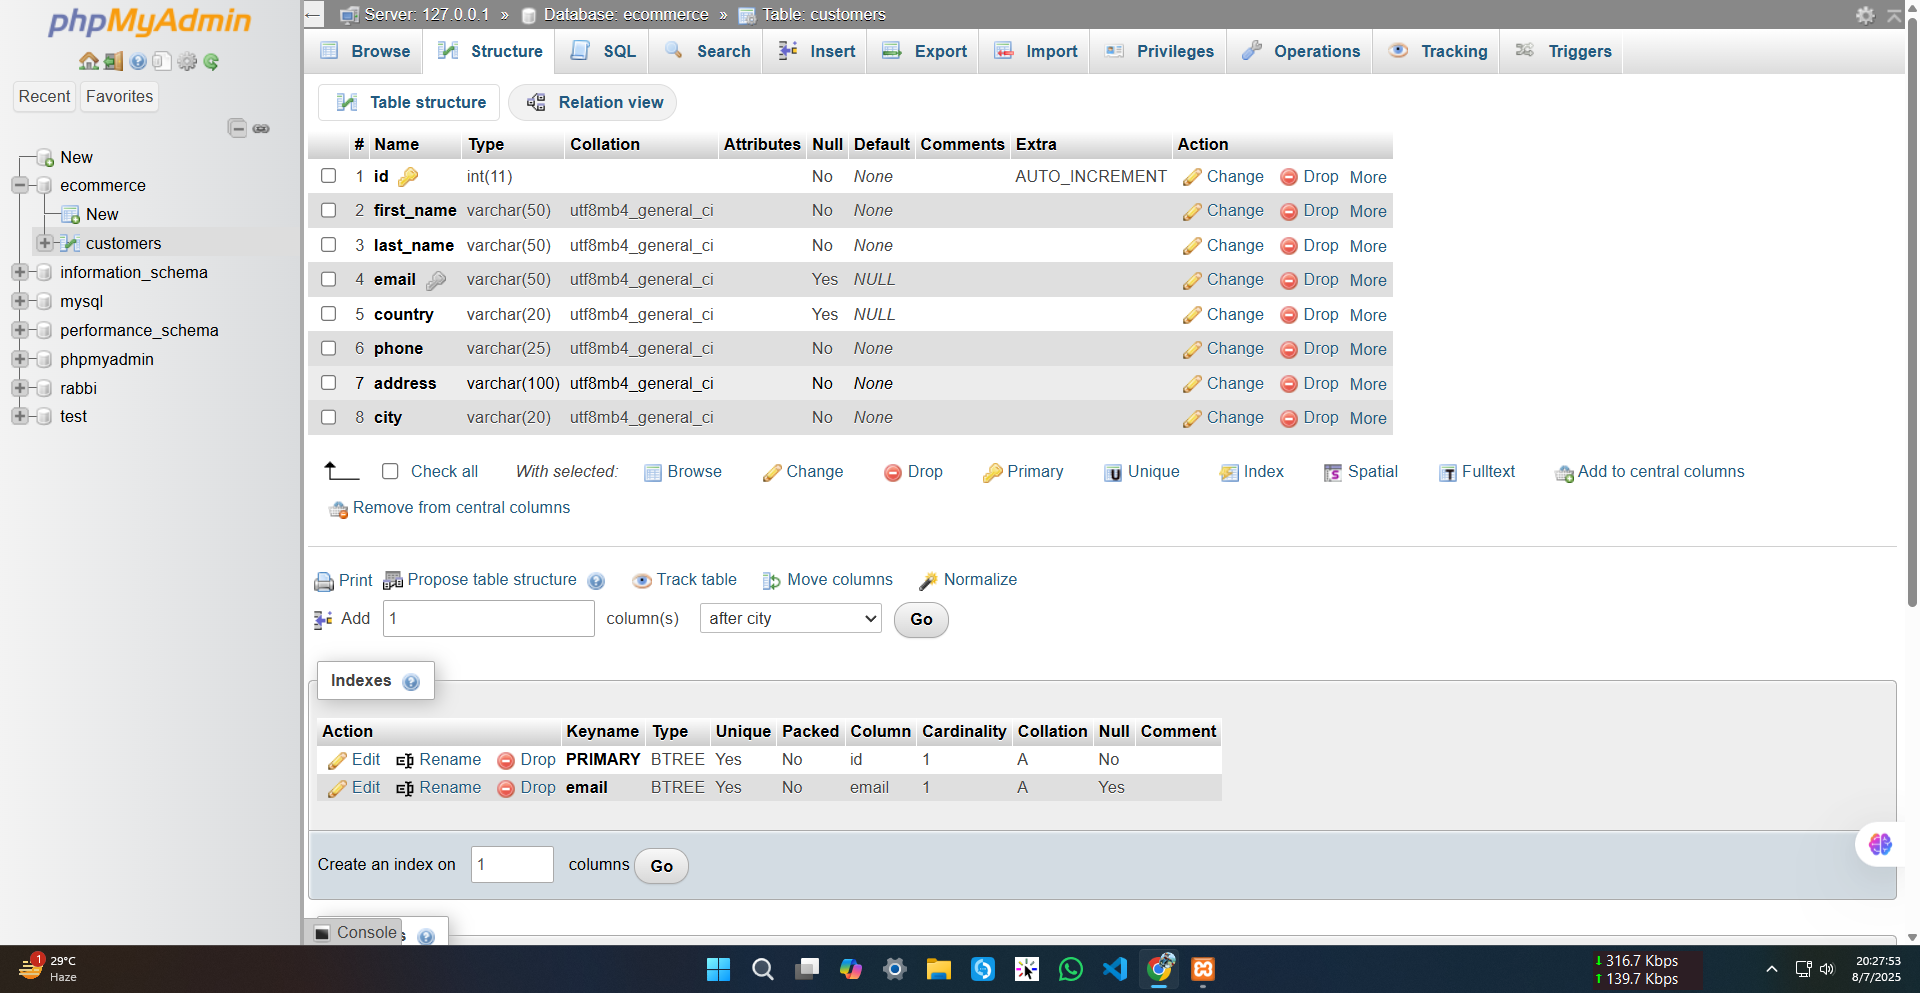 phpMyAdmin
Recent Favorites
New
ecommerce
New
customers
information_schema
mysql
performance_schema
phpmyadmin
rabbi
test
Server: 127.0.0.1 » Database: ecommerce » Table: customers
Browse Structure SQL Search Insert Export Import Privileges Operations Tracking Triggers
Table structure Relation view
# Name Type Collation Attributes Null Default Comments Extra Action
1 id int(11) No None AUTO_INCREMENT Change Drop More
2 first_name varchar(50) utf8mb4_general_ci No None Change Drop More
3 last_name varchar(50) utf8mb4_general_ci No None Change Drop More
4 email varchar(50) utf8mb4_general_ci Yes NULL Change Drop More
5 country varchar(20) utf8mb4_general_ci Yes NULL Change Drop More
6 phone varchar(25) utf8mb4_general_ci No None Change Drop More
7 address varchar(100) utf8mb4_general_ci No None Change Drop More
8 city varchar(20) utf8mb4_general_ci No None Change Drop More
Check all With selected: Browse Change Drop Primary Unique Index Spatial Fulltext Add to central columns
Remove from central columns
Print Propose table structure Track table Move columns Normalize
Add 1 column(s) after city Go
Indexes
Action Keyname Type Unique Packed Column Cardinality Collation Null Comment
Edit Rename Drop PRIMARY BTREE Yes No id 1 A No
Edit Rename Drop email BTREE Yes No email 1 A Yes
Create an index on 1 columns Go
Console s
1 29°C
Haze
316.7 Kbps
139.7 Kbps
20:27:53
8/7/2025